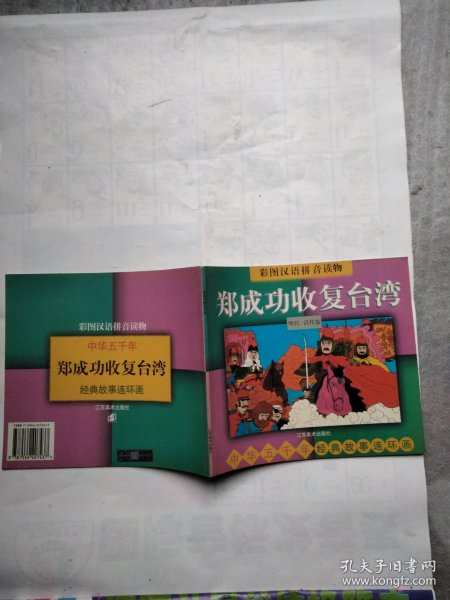 彩图汉语拼音读物
郑成功收复台湾
明代·清代卷
江苏美术出版社
中华五千年经典故事连环画
彩图汉语拼音读物
中华五千年
郑成功收复台湾
经典故事连环画
江苏美术出版社
孔夫子旧书网
www.kongfz.com